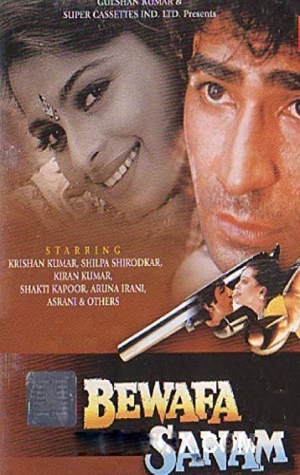 GULSHAN KUMAR &
SUPER CASSETTES IND. LTD. Presents
STARRING
KRISHAN KUMAR, SHILPA SHIRODKAR,
KIRAN KUMAR,
SHAKTI KAPOOR, ARUNA IRANI,
ASRANI & OTHERS
BEWAFA
SANAM